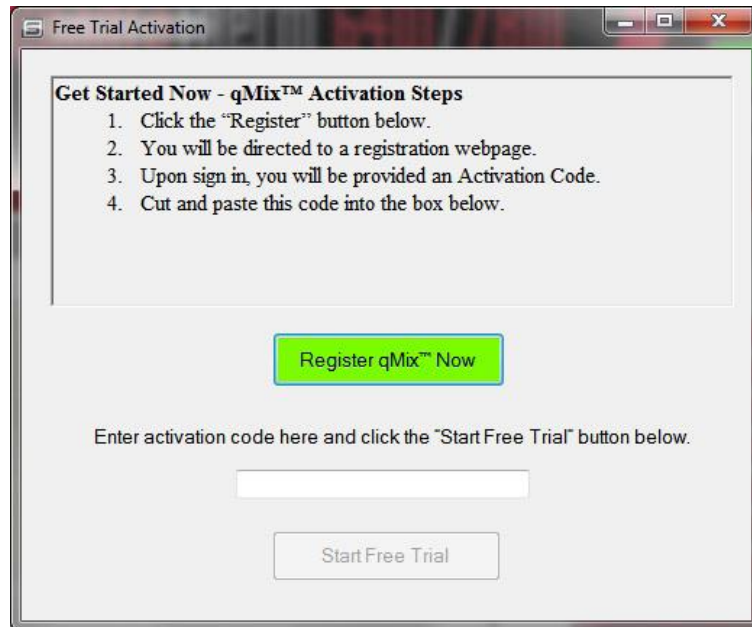 Free Trial Activation
Get Started Now - qMix™ Activation Steps
1. Click the “Register” button below.
2. You will be directed to a registration webpage.
3. Upon sign in, you will be provided an Activation Code.
4. Cut and paste this code into the box below.
Register qMix™ Now
Enter activation code here and click the "Start Free Trial" button below.
Start Free Trial